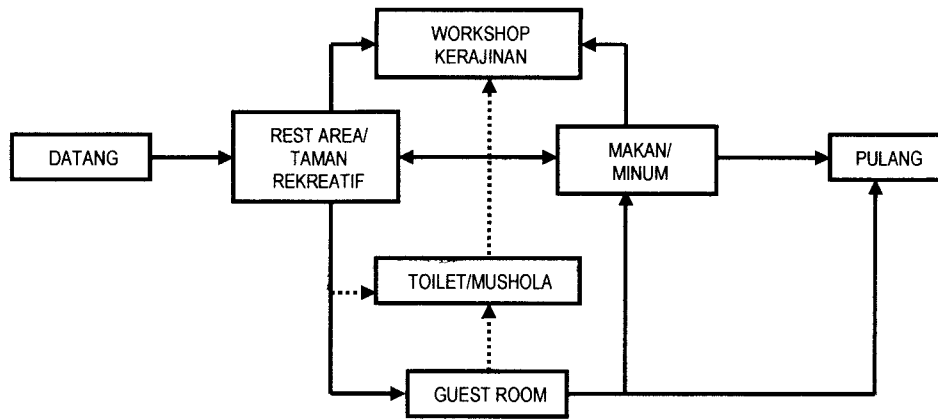 WORKSHOP
KERAJINAN
DATANG
REST AREA/
TAMAN
REKREATIF
MAKAN/
MINUM
PULANG
TOILET/MUSHOLA
GUEST ROOM